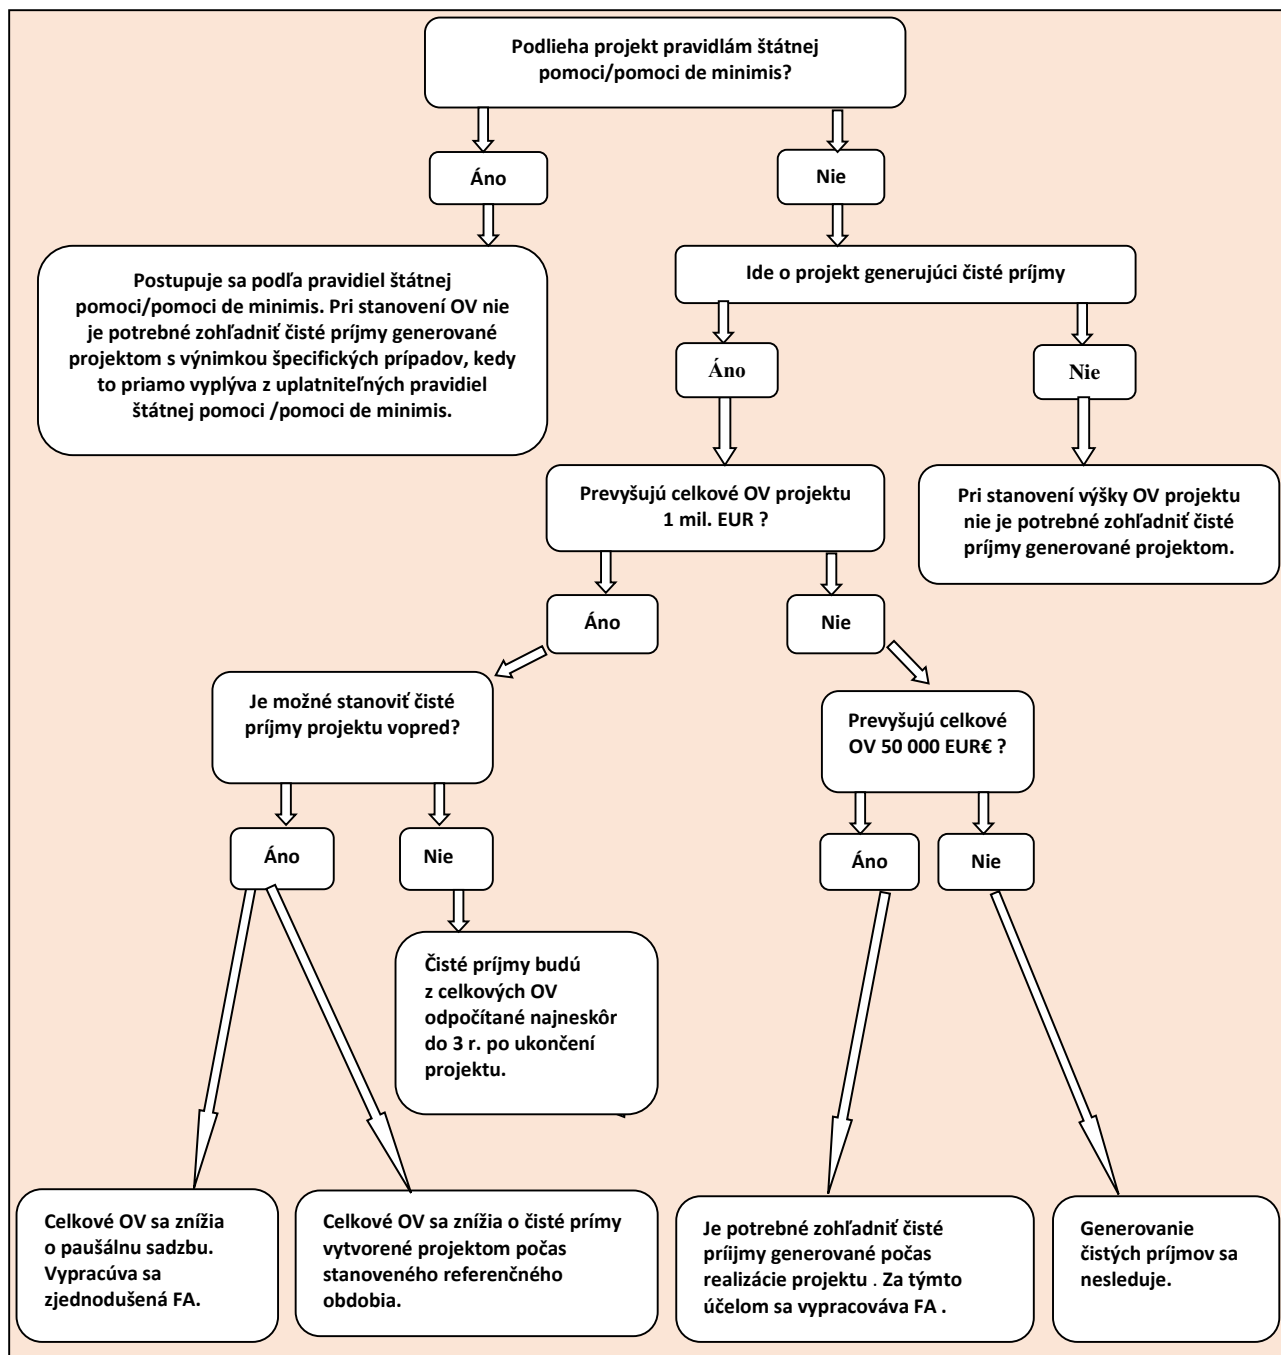 Podlieha projekt pravidlám štátnej
pomoci/pomoci de minimis?
Áno
Nie
Postupuje sa podľa pravidiel štátnej
pomoci/pomoci de minimis. Pri stanovení OV nie
je potrebné zohľadniť čisté príjmy generované
projektom s výnimkou špecifických prípadov, kedy
to priamo vyplýva z uplatniteľných pravidiel
štátnej pomoci /pomoci de minimis.
Ide o projekt generujúci čisté príjmy
Áno
Nie
Prevyšujú celkové OV projektu
1 mil. EUR ?
Pri stanovení výšky OV projektu
nie je potrebné zohľadniť čisté
príjmy generované projektom.
Áno
Nie
Je možné stanoviť čisté
príjmy projektu vopred?
Prevyšujú celkové
OV 50 000 EUR€ ?
Áno
Nie
Áno
Nie
Čisté príjmy budú
z celkových OV
odpočítané najneskôr
do 3 r. po ukončení
projektu.
Celkové OV sa znížia
o paušálnu sadzbu.
Vypracúva sa
zjednodušená FA.
Celkové OV sa znížia o čisté prímy
vytvorené projektom počas
stanoveného referenčného
obdobia.
Je potrebné zohľadniť čisté
príijmy generované počas
realizácie projektu . Za týmto
účelom sa vypracováva FA .
Generovanie
čistých príjmov sa
nesleduje.